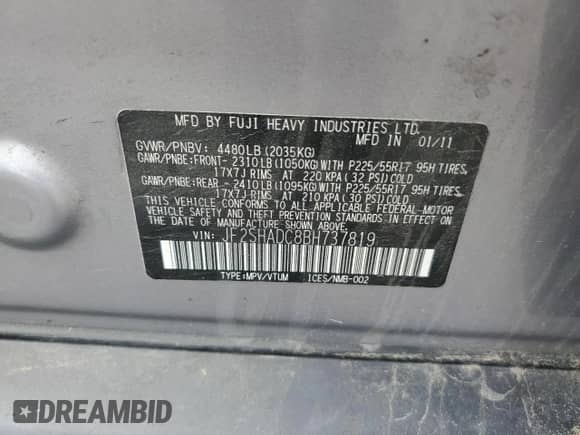 MFD BY FUJI HEAVY INDUSTRIES LTD.
MFD IN 01/11
GVWR/PNBV: 4480LB(2035KG)
GAWR/PNBE:FRONT-2310LB(1050KG)WITH P225/55R17 95H TIRES,
17X7J RIMS AT 220 KPA(32 PSI)COLD
GAWR/PNBE:REAR -2410LB(1095KG)WITH P225/55R17 95H TIRES,
17X7J RIMS AT 210 KPA(30 PSI)COLD
THIS VEHICLE CONFORMS TO ALL APPLICABLE FEDERAL MOTOR
VEHICLE SAFETY STANDARDS IN EFFECT ON THE DATE OF
MANUFACTURE SHOWN ABOVE.
VIN: JF2SHADC8BH737819
TYPE:MPV/VTUM ICES/NMB-002
DREAMBID